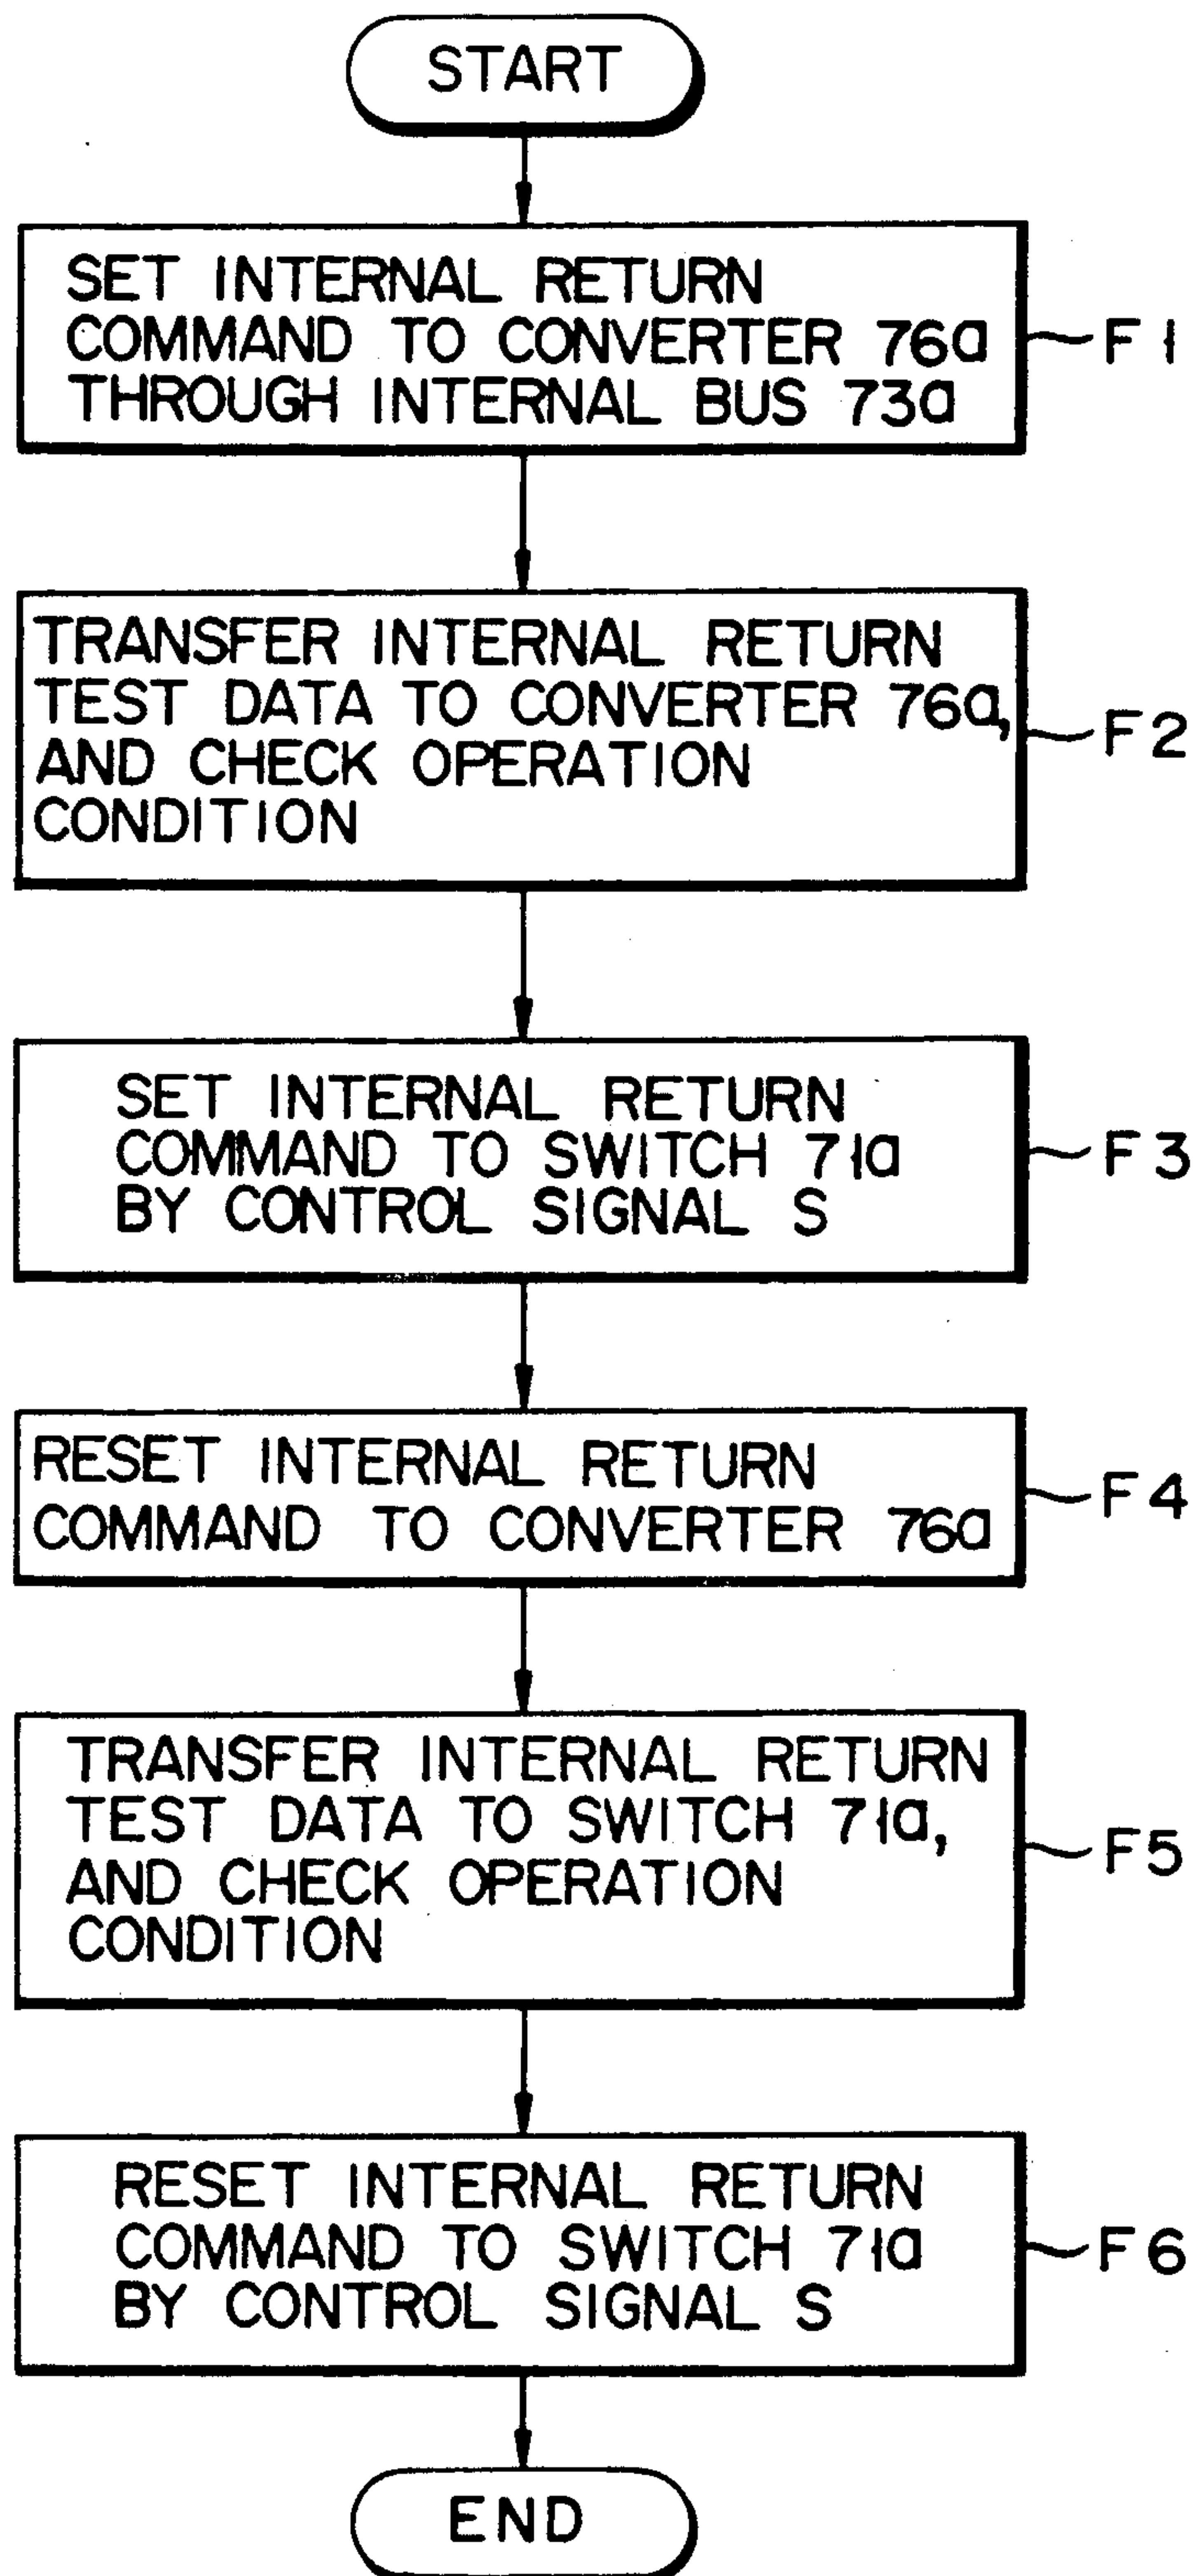 START
SET INTERNAL RETURN
COMMAND TO CONVERTER 76a
THROUGH INTERNAL BUS 73a
F1
TRANSFER INTERNAL RETURN
TEST DATA TO CONVERTER 76a,
AND CHECK OPERATION
CONDITION
F2
SET INTERNAL RETURN
COMMAND TO SWITCH 71a
BY CONTROL SIGNAL S
F3
RESET INTERNAL RETURN
COMMAND TO CONVERTER 76a
F4
TRANSFER INTERNAL RETURN
TEST DATA TO SWITCH 71a,
AND CHECK OPERATION
CONDITION
F5
RESET INTERNAL RETURN
COMMAND TO SWITCH 71a
BY CONTROL SIGNAL S
F6
END